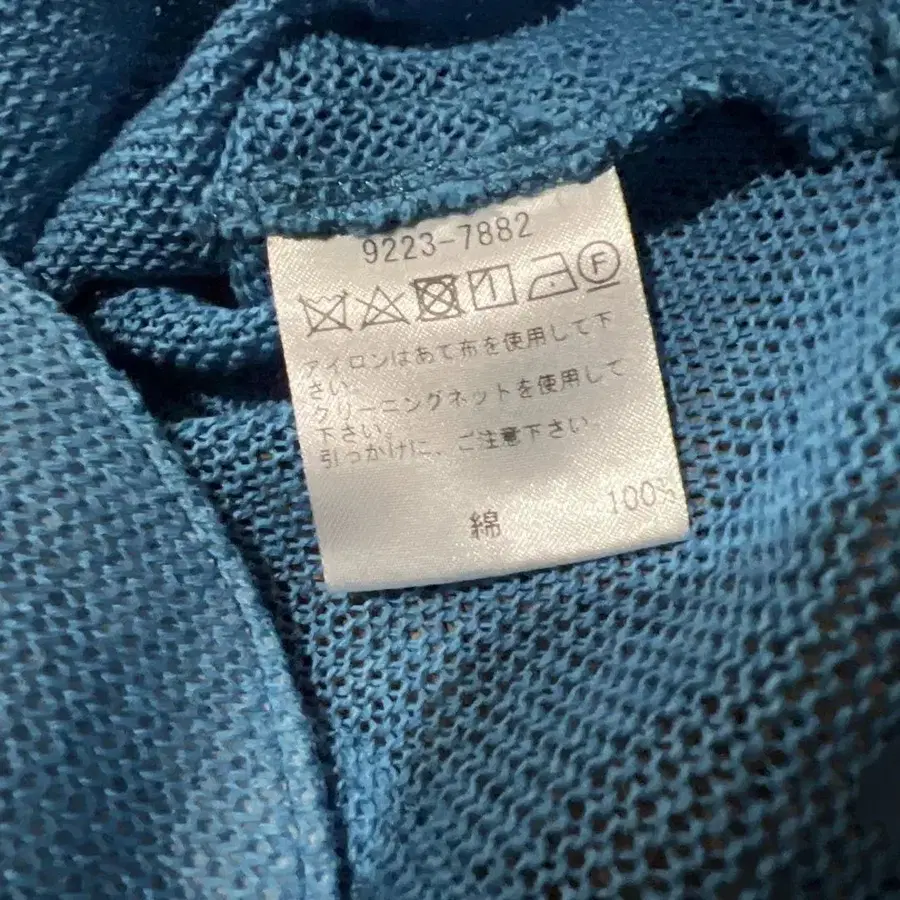 9223-7882
F
アイロンはあて布を使用して下
さい。
クリーニングネットを使用して
下さい。
引っかけに、ご注意下さい。
綿 100%